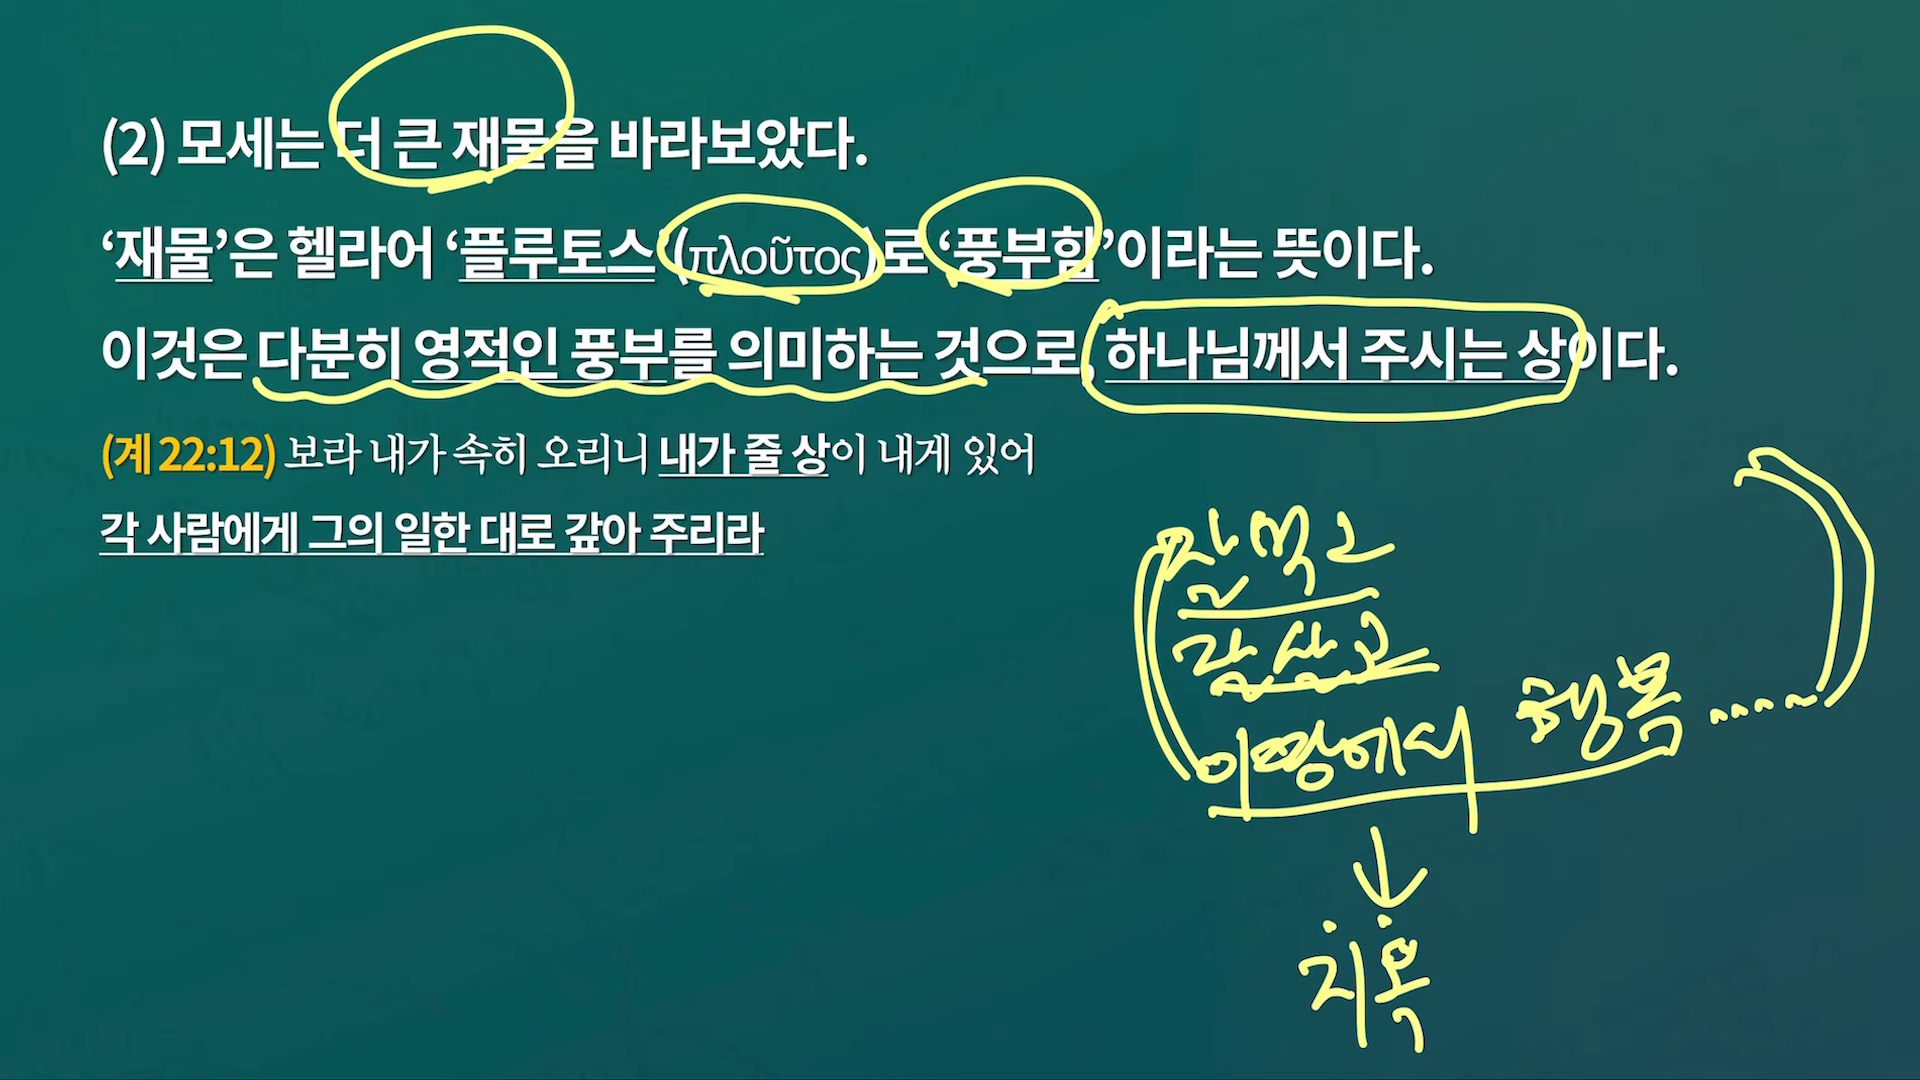 (2) 모세는 더 큰 재물을 바라보았다.
‘재물’은 헬라어 ‘플루토스’(πλοῦτος)로 ‘풍부함’이라는 뜻이다.
이것은 다분히 영적인 풍부를 의미하는 것으로, 하나님께서 주시는 상이다.
(계 22:12) 보라 내가 속히 오리니 내가 줄 상이 내게 있어
각 사람에게 그의 일한 대로 갚아 주리라
잘 먹고
잘 살고
이 땅에서 행복 .....
지옥